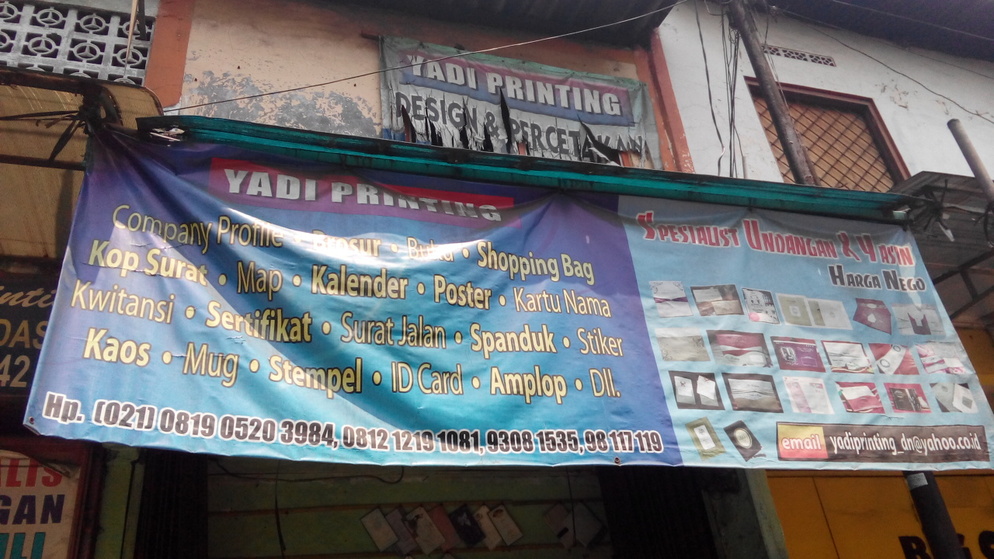 YADI PRINTING
DESIGN & PERCETAKAN
YADI PRINTING
Company Profile • Brosur • Buku • Shopping Bag
Kop Surat • Map • Kalender • Poster • Kartu Nama
Kwitansi • Sertifikat • Surat Jalan • Spanduk • Stiker
Kaos • Mug • Stempel • ID Card • Amplop • Dll.
Hp. (021) 0819 0520 3984, 0812 1219 1081, 9308 1535, 98 117 119
Spesialist Undangan & Yasin
Harga Nego
email yadiprinting_dn@yahoo.co.id
42